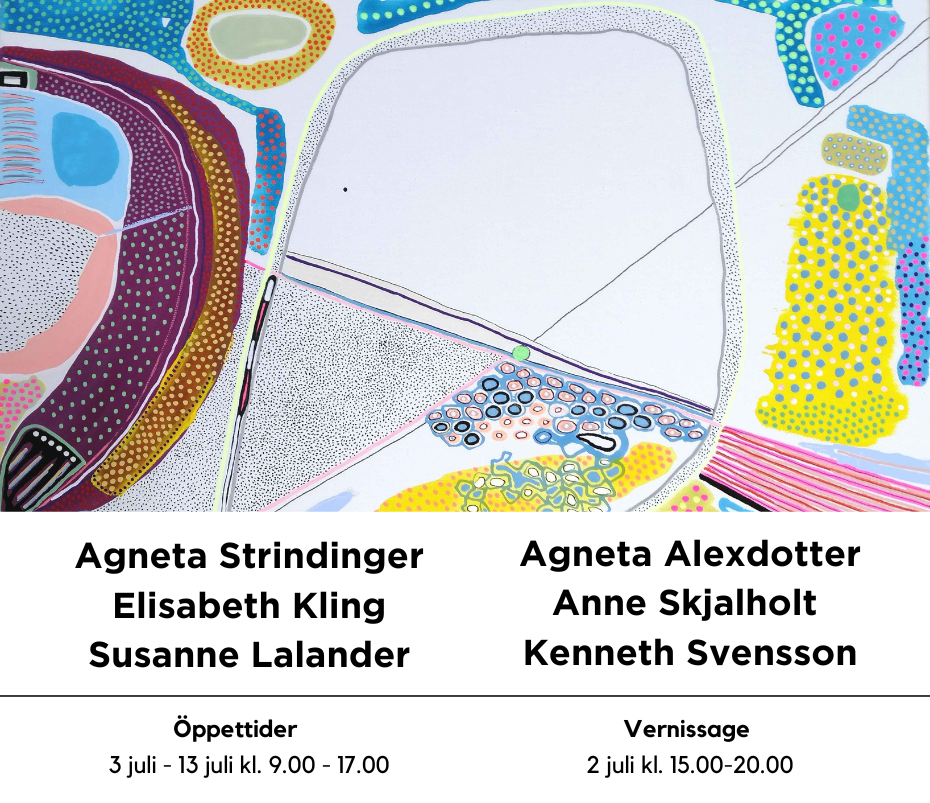 Agneta Strindinger
Elisabeth Kling
Susanne Lalander
Agneta Alexdotter
Anne Skjalholt
Kenneth Svensson
Öppettider
3 juli - 13 juli kl. 9.00 - 17.00
Vernissage
2 juli kl. 15.00-20.00